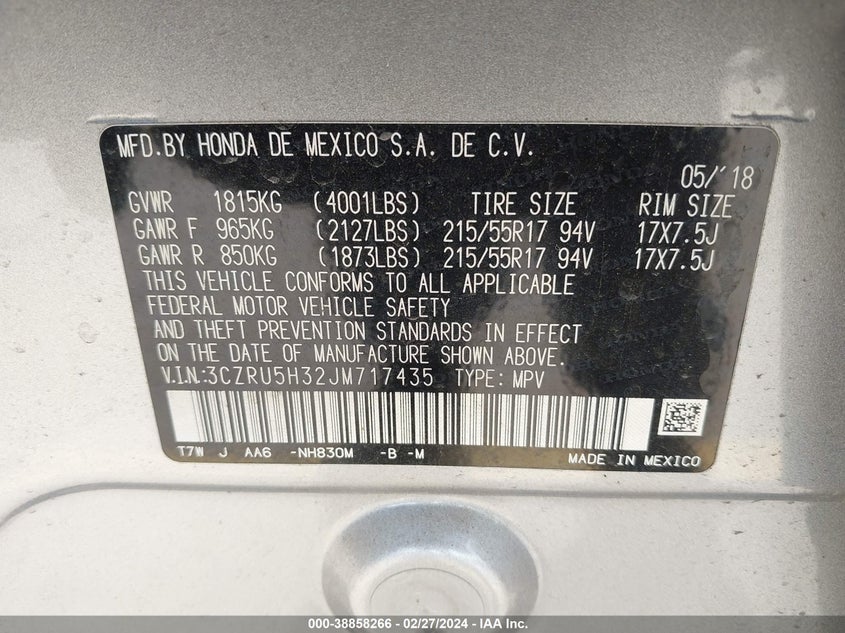 MFD.BY HONDA DE MEXICO S.A. DE C.V.
05/'18
GVWR 1815KG (4001LBS) TIRE SIZE RIM SIZE
GAWR F 965KG (2127LBS) 215/55R17 94V 17X7.5J
GAWR R 850KG (1873LBS) 215/55R17 94V 17X7.5J
THIS VEHICLE CONFORMS TO ALL APPLICABLE
FEDERAL MOTOR VEHICLE SAFETY
AND THEFT PREVENTION STANDARDS IN EFFECT
ON THE DATE OF MANUFACTURE SHOWN ABOVE.
V.I.N:3CZRU5H32JM717435 TYPE: MPV
T7W J AA6 -NH830M -B -M
MADE IN MEXICO
000-38858266 - 02/27/2024 - IAAI.com